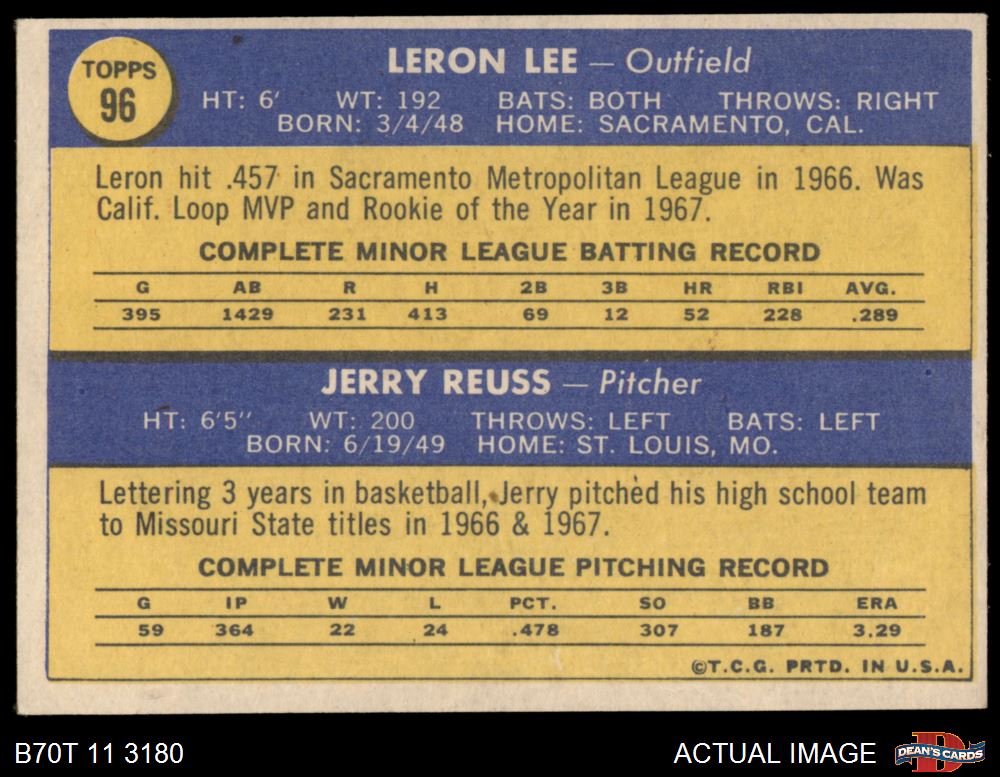 TOPPS
96
LERON LEE — Outfield
HT: 6' WT: 192 BATS: BOTH THROWS: RIGHT
BORN: 3/4/48 HOME: SACRAMENTO, CAL.
Leron hit .457 in Sacramento Metropolitan League in 1966. Was
Calif. Loop MVP and Rookie of the Year in 1967.
COMPLETE MINOR LEAGUE BATTING RECORD
G AB R H 2B 3B HR RBI AVG.
395 1429 231 413 69 12 52 228 .289
JERRY REUSS — Pitcher
HT: 6'5'' WT: 200 THROWS: LEFT BATS: LEFT
BORN: 6/19/49 HOME: ST. LOUIS, MO.
Lettering 3 years in basketball, Jerry pitched his high school team
to Missouri State titles in 1966 & 1967.
COMPLETE MINOR LEAGUE PITCHING RECORD
G IP W L PCT. SO BB ERA
59 364 22 24 .478 307 187 3.29
©T.C.G. PRTD. IN U.S.A.
B70T 11 3180
ACTUAL IMAGE
DEAN'S CARDS